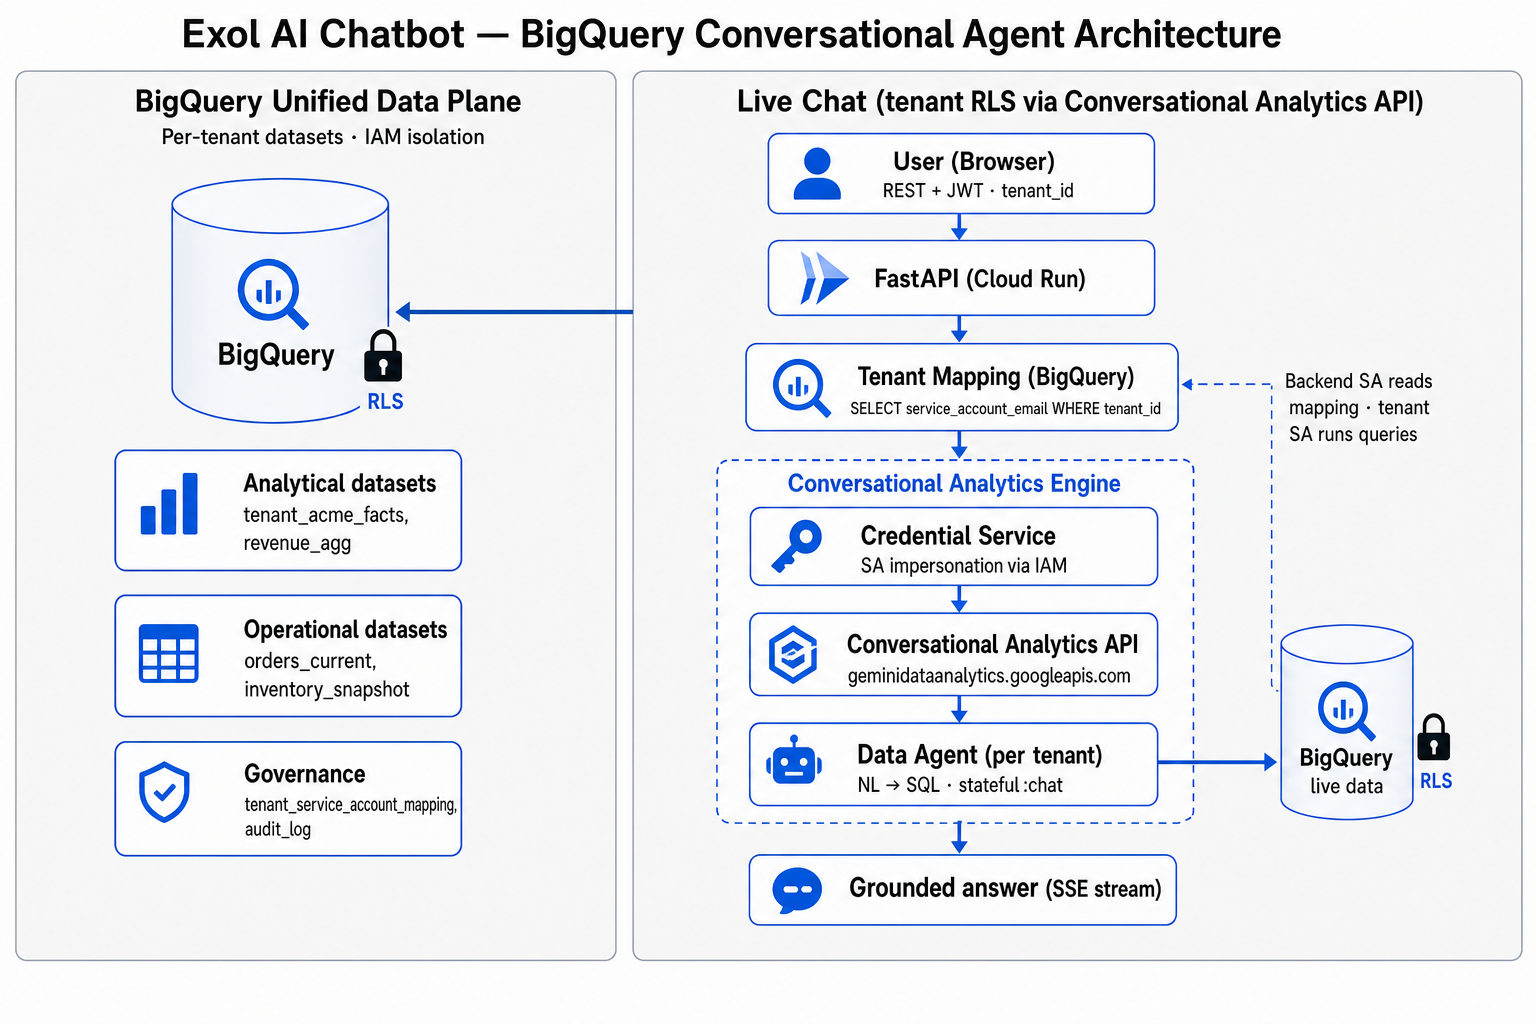 Exol AI Chatbot — BigQuery Conversational Agent Architecture
BigQuery Unified Data Plane
Per-tenant datasets · IAM isolation
BigQuery
RLS
Analytical datasets
tenant_acme_facts,
revenue_agg
Operational datasets
orders_current,
inventory_snapshot
Governance
tenant_service_account_mapping,
audit_log
Live Chat (tenant RLS via Conversational Analytics API)
User (Browser)
REST + JWT · tenant_id
FastAPI (Cloud Run)
Tenant Mapping (BigQuery)
SELECT service_account_email WHERE tenant_id
Backend SA reads
mapping · tenant
SA runs queries
Conversational Analytics Engine
Credential Service
SA impersonation via IAM
Conversational Analytics API
geminidataanalytics.googleapis.com
Data Agent (per tenant)
NL → SQL · stateful :chat
BigQuery
live data
RLS
Grounded answer (SSE stream)